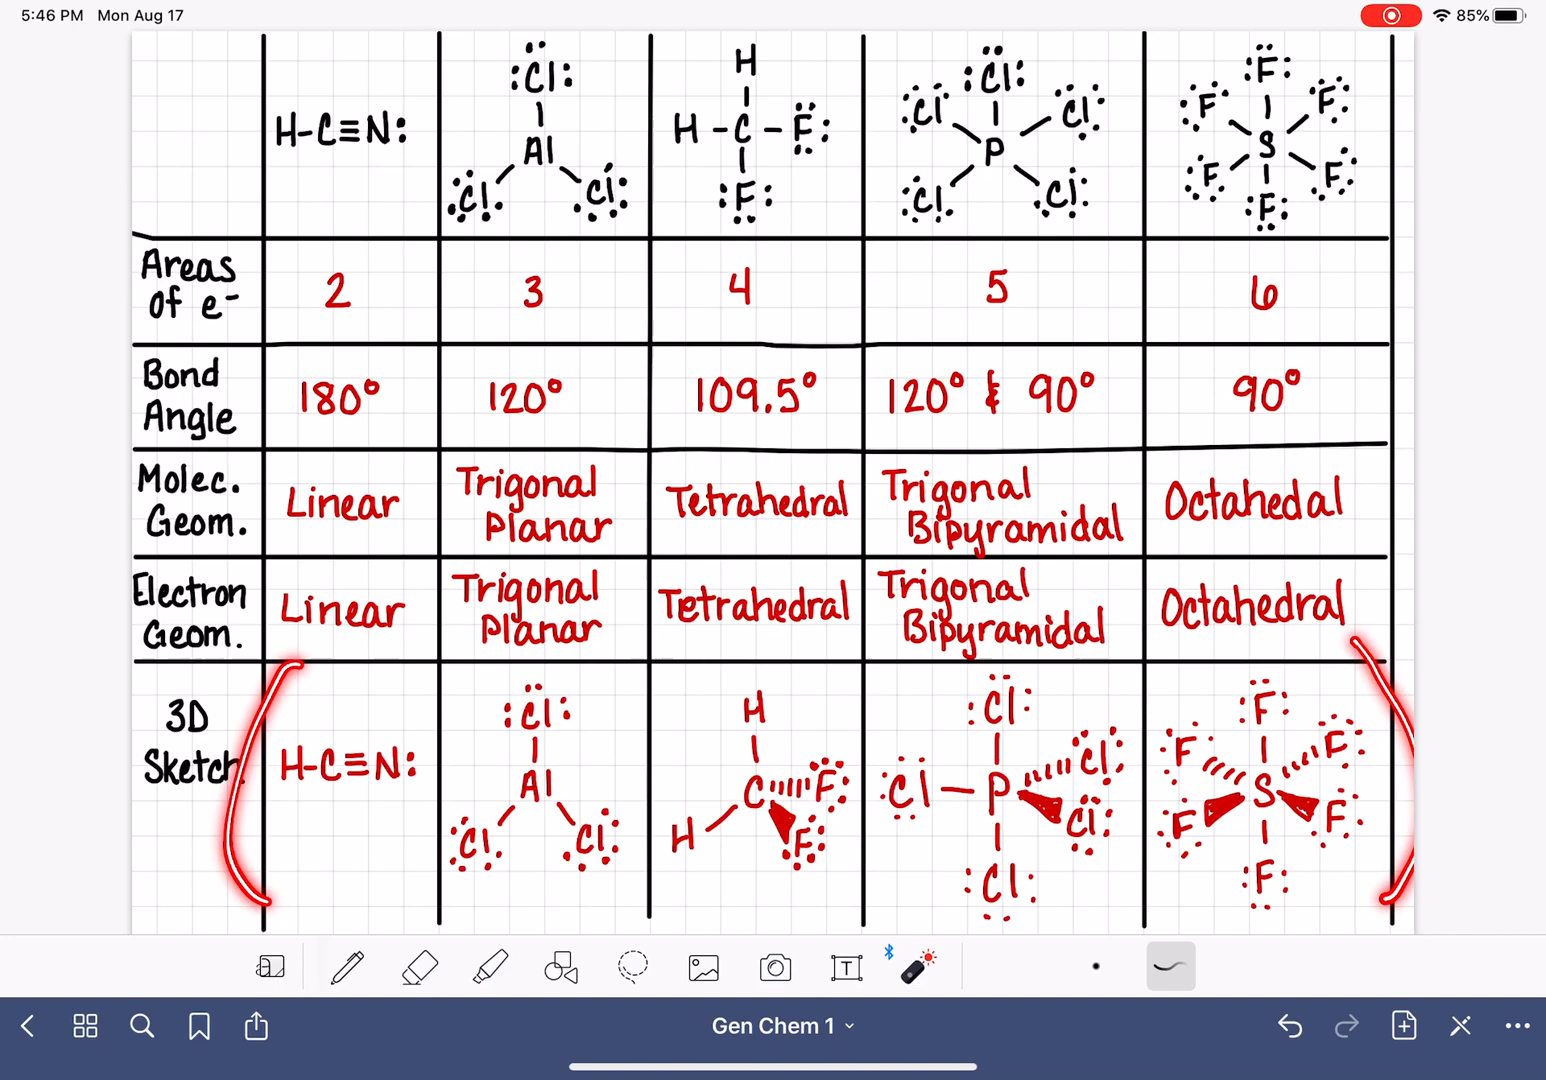 5:46 PM Mon Aug 17
85%
H
:Cl:
:Cl:
:F:
Cl
Cl
F
F
H-C≡N:
H-C-F:
Al
P
S
Cl
Cl
:F:
Cl
Cl
F
F
:F:
Areas of e-
2
3
4
5
6
Bond Angle
180°
120°
109.5°
120° & 90°
90°
Molec. Geom.
Linear
Trigonal Planar
Tetrahedral
Trigonal Bipyramidal
Octahedal
Electron Geom.
Linear
Trigonal Planar
Tetrahedral
Trigonal Bipyramidal
Octahedral
3D Sketch
H-C≡N:
:Cl:
Al
Cl
Cl
H
C
F
H
F
:Cl:
Cl
Cl-P
Cl
:Cl:
:F:
F
F
S
F
F
:F:
T
Gen Chem 1